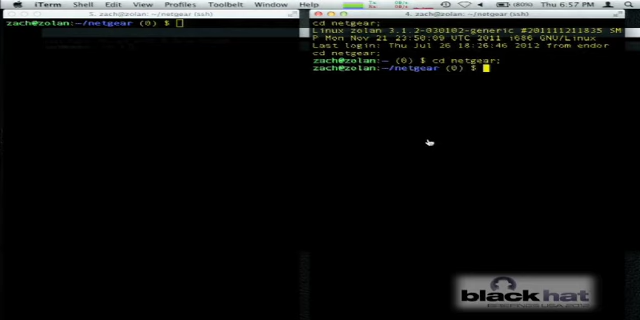 iTerm Shell Edit View Profiles Toolbelt Window Help (80%) Thu 6:57 PM
3. zach@zolan: ~/netgear (ssh)
zach@zolan:~/netgear (0) $
4. zach@zolan: ~/netgear (ssh)
cd netgear;
Linux zolan 3.1.2-030102-generic #201111211835 SM
P Mon Nov 21 23:50:09 UTC 2011 i686 GNU/Linux
Last login: Thu Jul 26 18:26:46 2012 from endor
cd netgear;
zach@zolan:~ (0) $ cd netgear;
zach@zolan:~/netgear (0) $
black hat